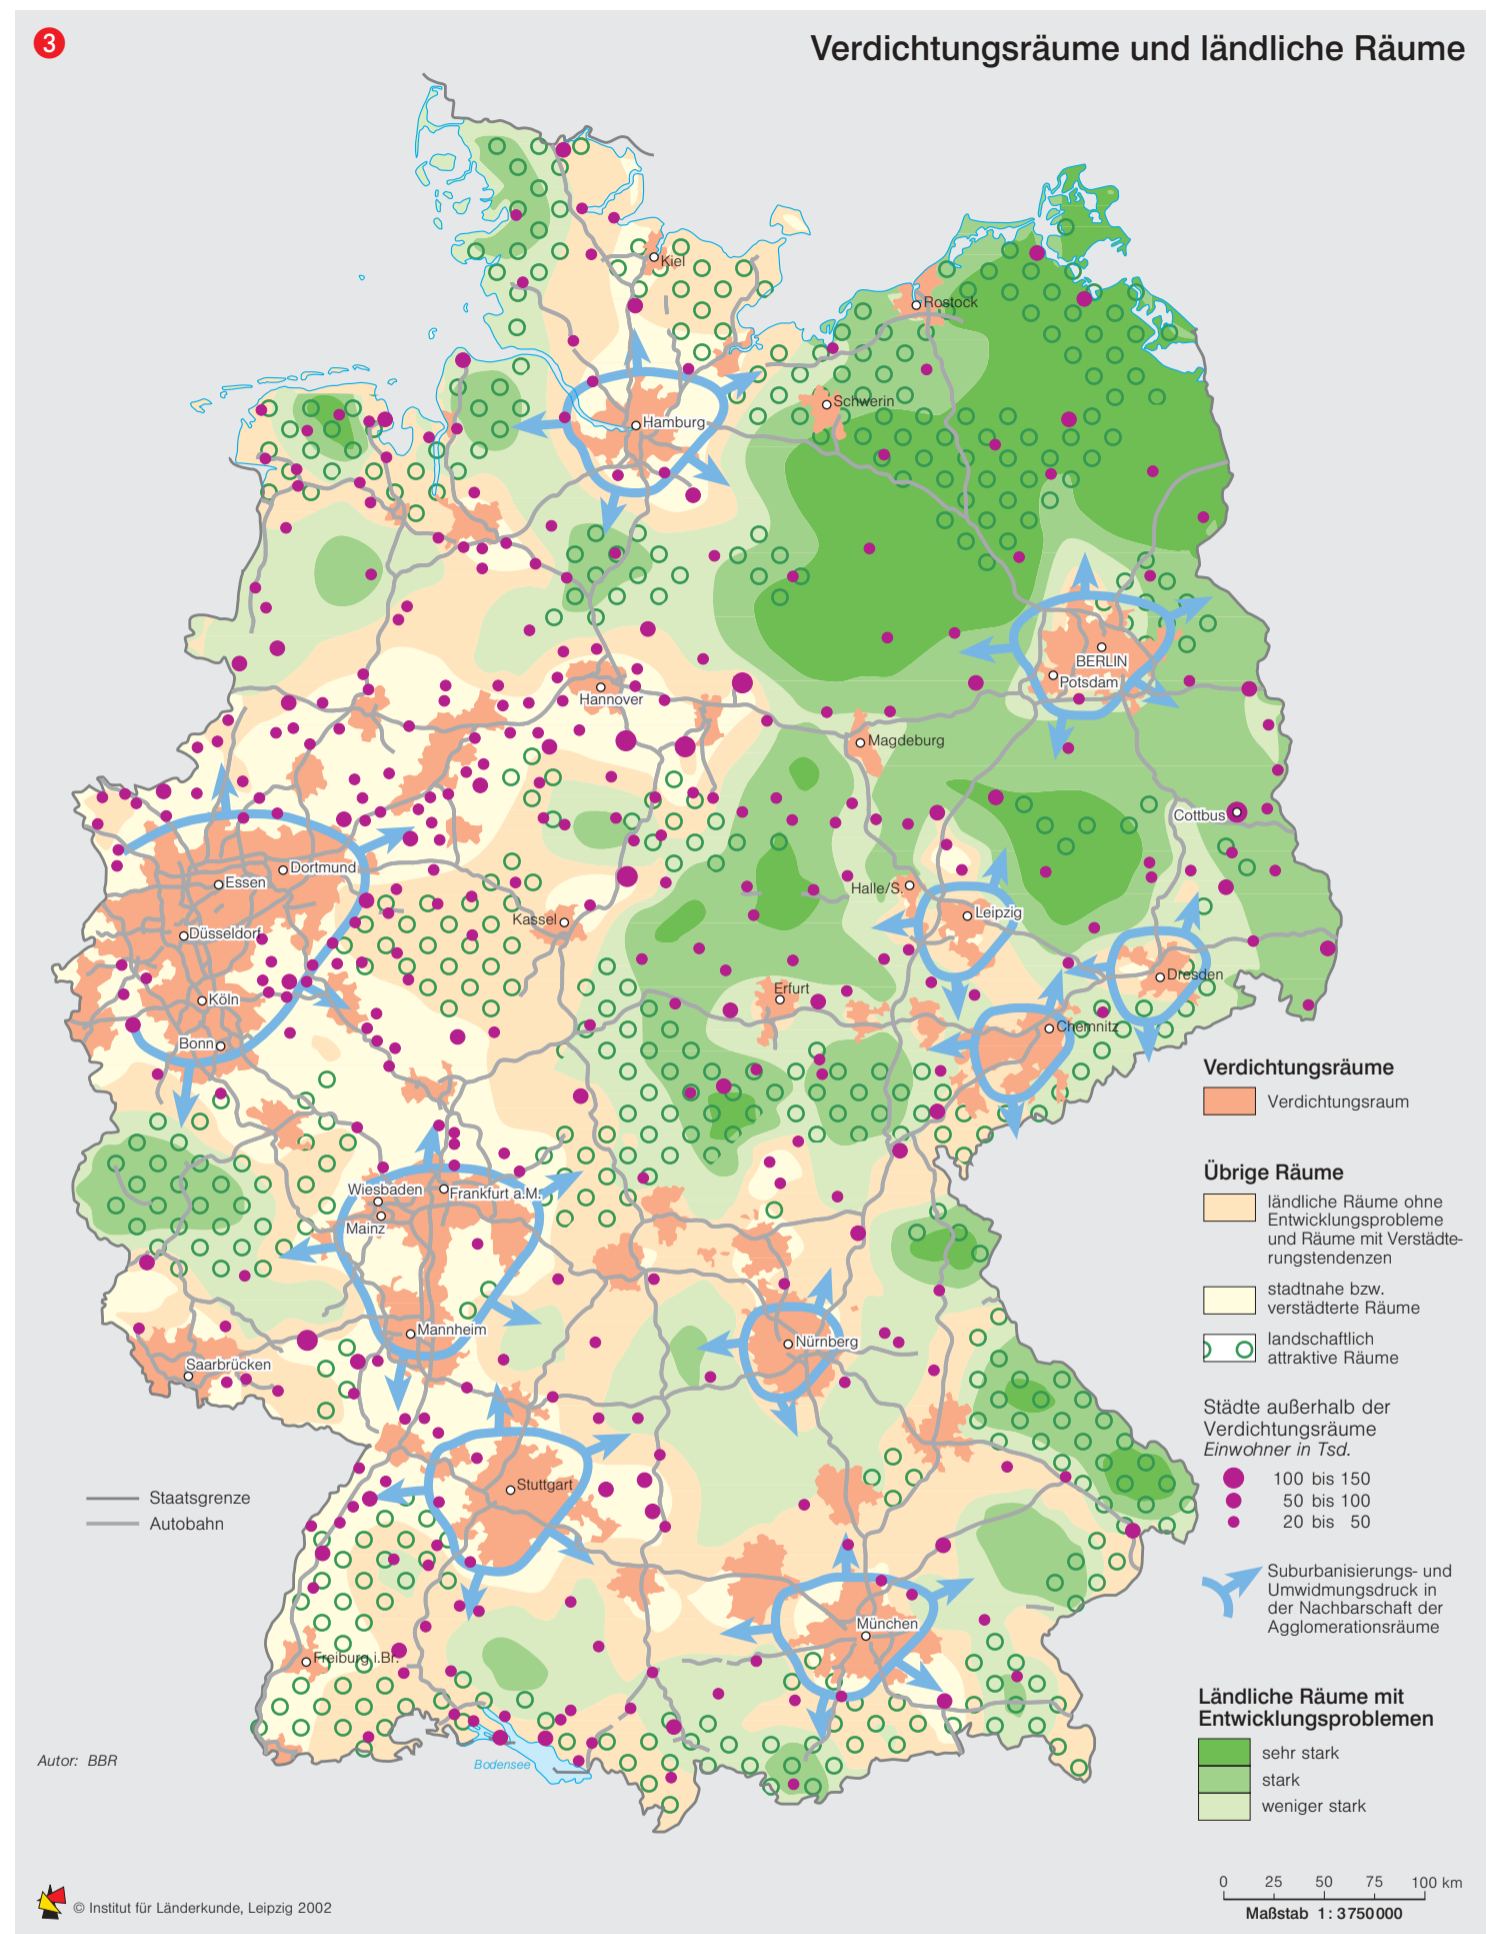 3
Verdichtungsräume und ländliche Räume
Kiel
Rostock
Schwerin
Hamburg
BERLIN
Potsdam
Hannover
Magdeburg
Cottbus
Dortmund
Essen
Halle/S.
Leipzig
Kassel
Düsseldorf
Dresden
Erfurt
Köln
Chemnitz
Bonn
Wiesbaden
Frankfurt a.M.
Mainz
Mannheim
Nürnberg
Saarbrücken
Stuttgart
München
Freiburg i.Br.
Bodensee
Staatsgrenze
Autobahn
Autor: BBR
Verdichtungsräume
Verdichtungsraum
Übrige Räume
ländliche Räume ohne
Entwicklungsprobleme
und Räume mit Verstädte-
rungstendenzen
stadtnahe bzw.
verstädterte Räume
landschaftlich
attraktive Räume
Städte außerhalb der
Verdichtungsräume
Einwohner in Tsd.
100 bis 150
50 bis 100
20 bis 50
Suburbanisierungs- und
Umwidmungsdruck in
der Nachbarschaft der
Agglomerationsräume
Ländliche Räume mit
Entwicklungsproblemen
sehr stark
stark
weniger stark
0 25 50 75 100 km
Maßstab 1 : 3750000
© Institut für Länderkunde, Leipzig 2002